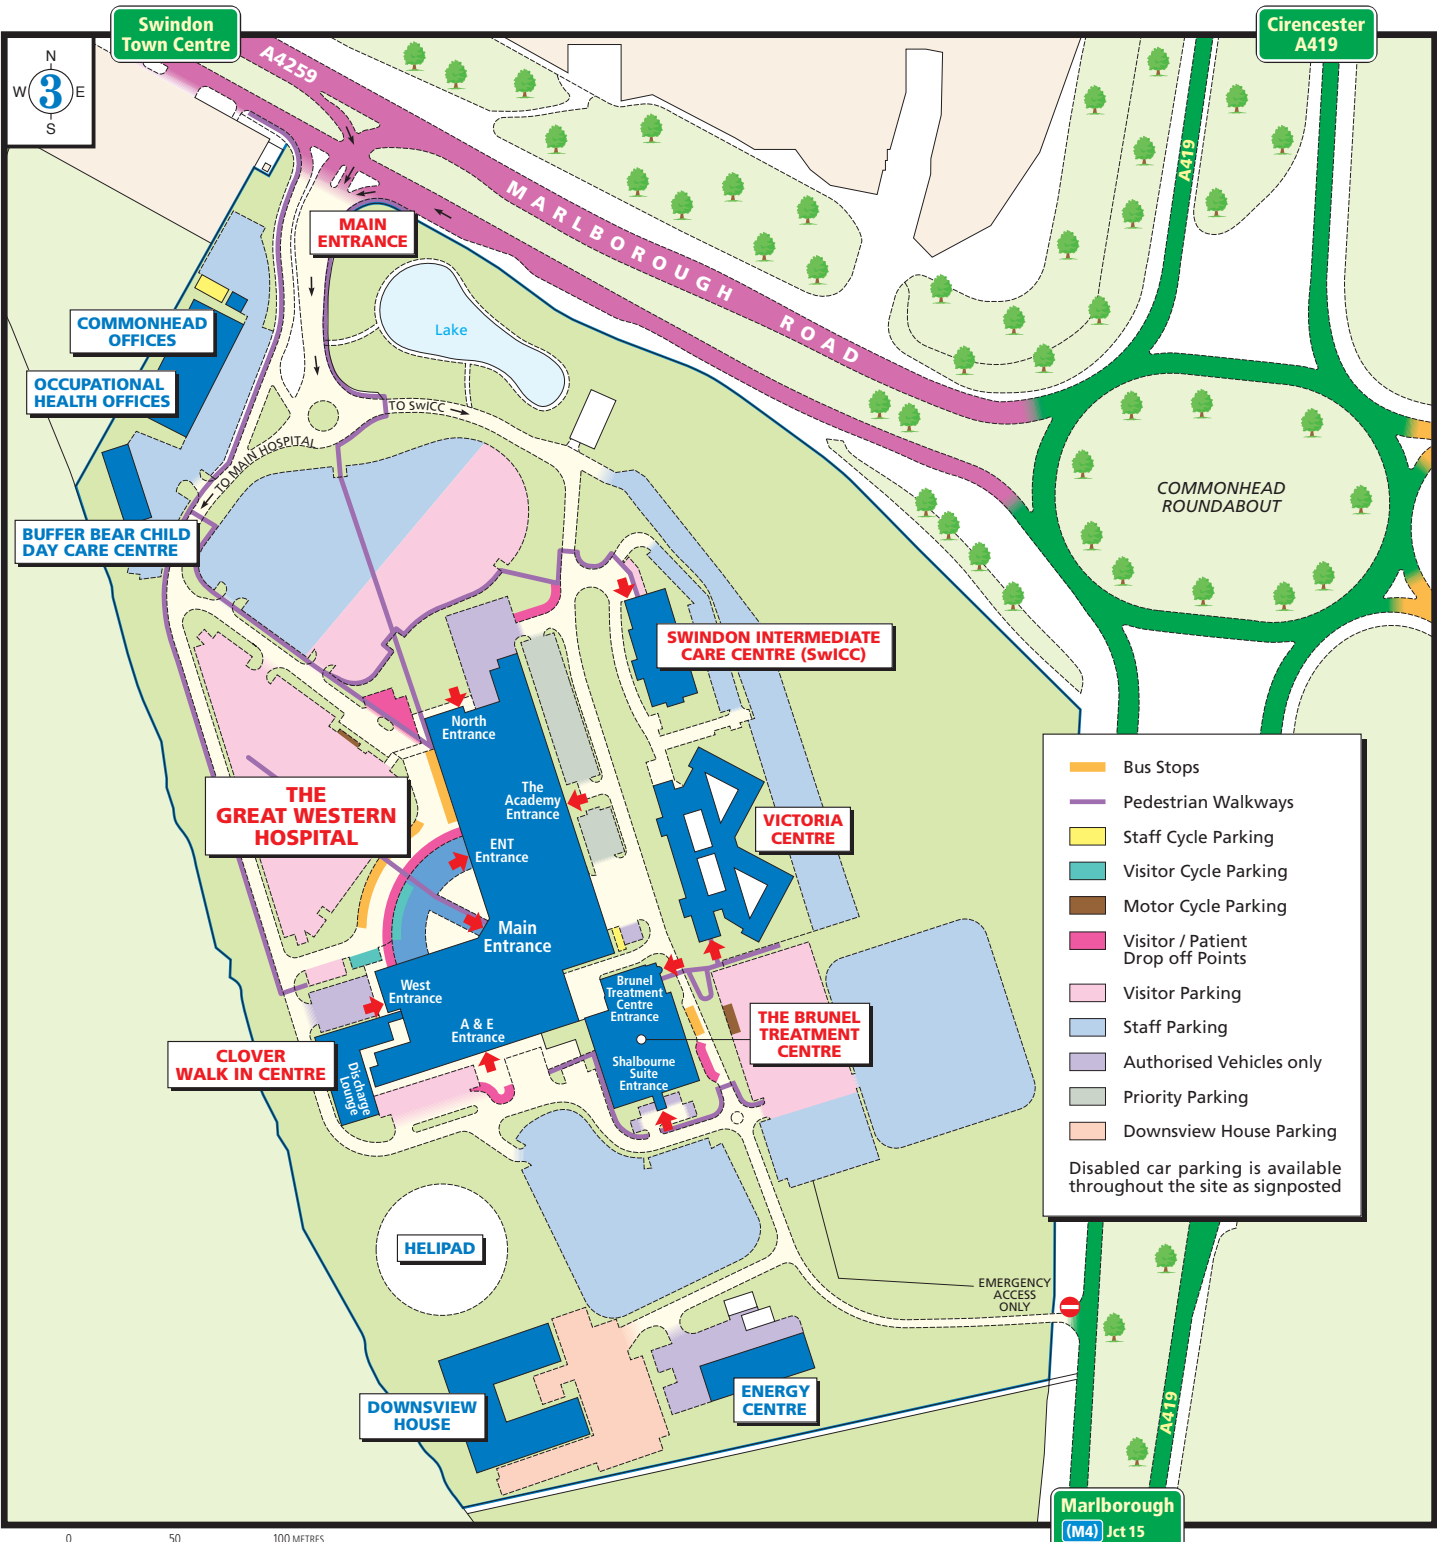 Swindon
Town Centre
Cirencester
A419
N
W 3 E
S
A4259
MARLBOROUGH ROAD
A419
MAIN
ENTRANCE
Lake
COMMONHEAD
OFFICES
OCCUPATIONAL
HEALTH OFFICES
TO SwICC
TO MAIN HOSPITAL
BUFFER BEAR CHILD
DAY CARE CENTRE
COMMONHEAD
ROUNDABOUT
SWINDON INTERMEDIATE
CARE CENTRE (SwICC)
North
Entrance
The
Academy
Entrance
THE
GREAT WESTERN
HOSPITAL
ENT
Entrance
VICTORIA
CENTRE
Main
Entrance
West
Entrance
Brunel
Treatment
Centre
Entrance
A & E
Entrance
THE BRUNEL
TREATMENT
CENTRE
CLOVER
WALK IN CENTRE
Discharge
Lounge
Shalbourne
Suite
Entrance
HELIPAD
EMERGENCY
ACCESS
ONLY
DOWNSVIEW
HOUSE
ENERGY
CENTRE
Bus Stops
Pedestrian Walkways
Staff Cycle Parking
Visitor Cycle Parking
Motor Cycle Parking
Visitor / Patient
Drop off Points
Visitor Parking
Staff Parking
Authorised Vehicles only
Priority Parking
Downsview House Parking
Disabled car parking is available
throughout the site as signposted
A419
Marlborough
(M4) Jct 15
0 50 100 METRES